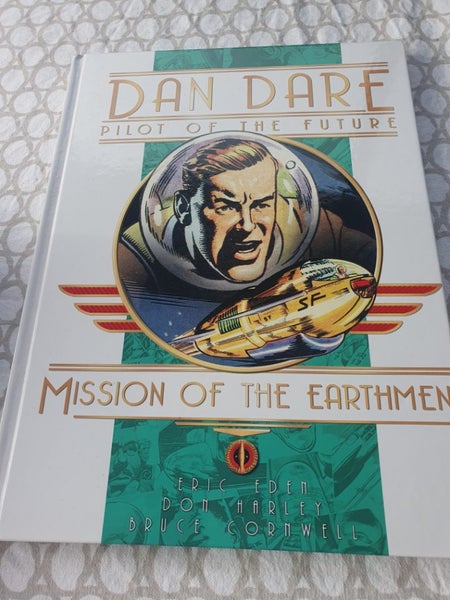 DAN DARE
PILOT OF THE FUTURE
SF
MISSION OF THE EARTHMEN
ERIC EDEN
DON HARLEY
BRUCE CORNWELL